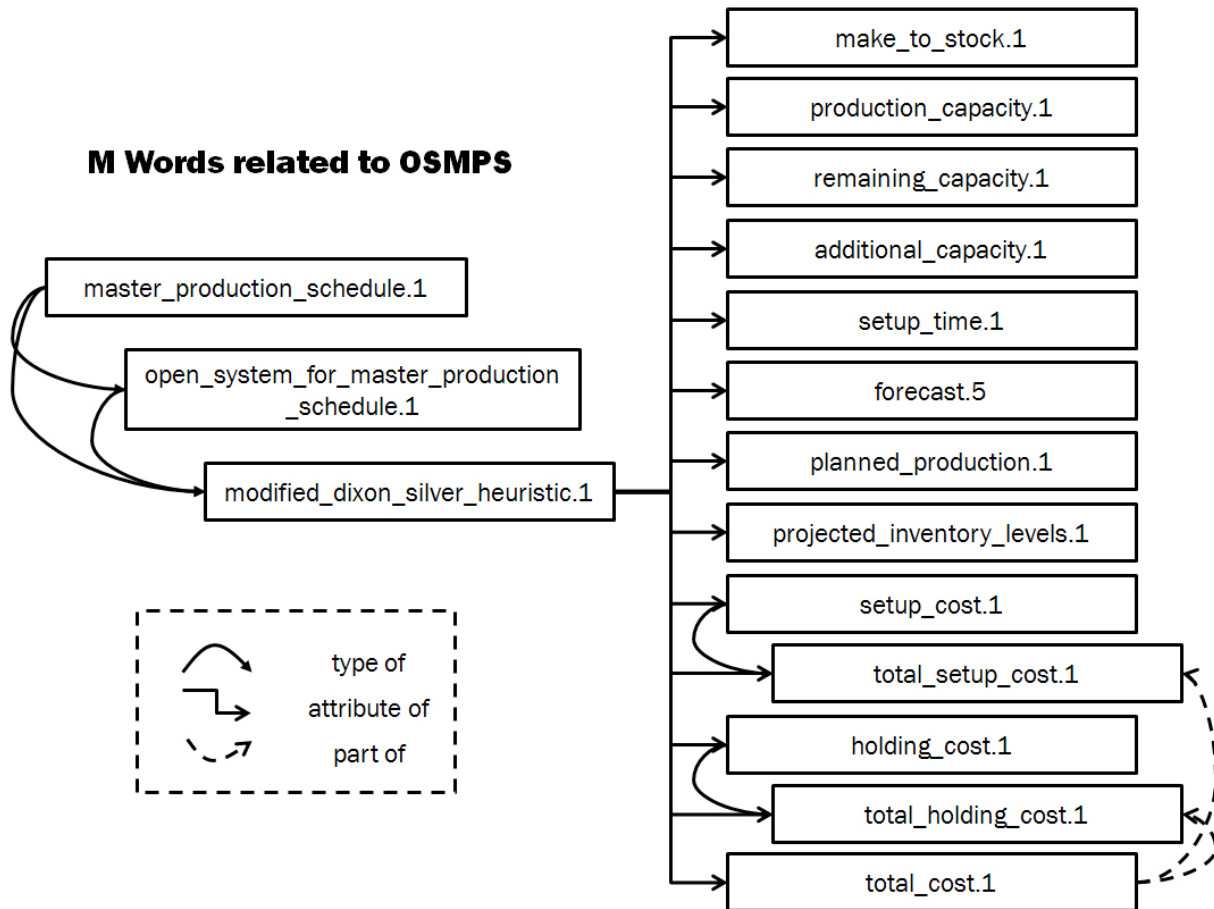 M Words related to OSMPS
master_production_schedule.1
open_system_for_master_production
_schedule.1
modified_dixon_silver_heuristic.1
type of
attribute of
part of
make_to_stock.1
production_capacity.1
remaining_capacity.1
additional_capacity.1
setup_time.1
forecast.5
planned_production.1
projected_inventory_levels.1
setup_cost.1
total_setup_cost.1
holding_cost.1
total_holding_cost.1
total_cost.1